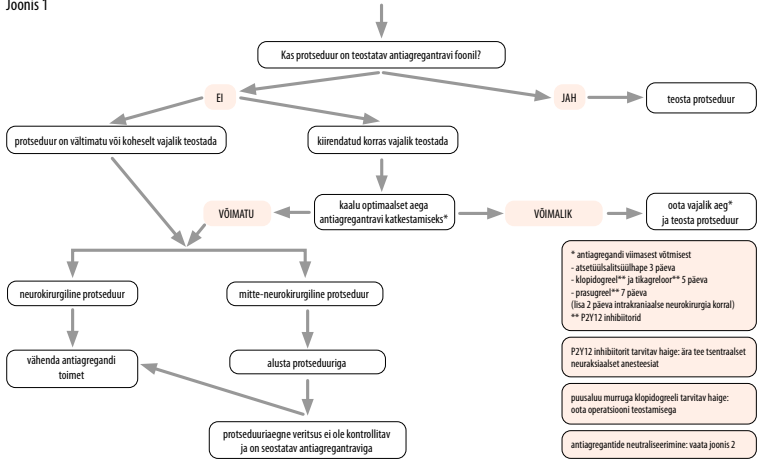 Joonis 1
Kas protseduur on teostatav antiagregantravi foonil?
EI
JAH
teosta protseduur
protseduur on vältimatu või koheselt vajalik teostada
kiirendatud korras vajalik teostada
VÕIMATU
kaalu optimaalset aega
antiagregantravi katkestamiseks*
VÕIMALIK
oota vajalik aeg*
ja teosta protseduur
* antiagregandi viimasest võtmisest
- atsetüülsalitsüülhape 3 päeva
- klopidogreel** ja tikagreloor** 5 päeva
- prasugreel** 7 päeva
(lisa 2 päeva intrakraniaalse neurokirurgia korral)
** P2Y12 inhibiitorid
neurokirurgiline protseduur
mitte-neurokirurgiline protseduur
vähenda antiagregandi
toimet
alusta protseduuriga
P2Y12 inhibiitorit tarvitav haige: ära tee tsentraalset
neuraksiaalset anesteesiat
puusaluu murruga klopidogreeli tarvitav haige:
oota operatsiooni teostamisega
protseduuriaegne veritsus ei ole kontrollitav
ja on seostatav antiagregantraviga
antiagregantide neutraliseerimine: vaata joonis 2